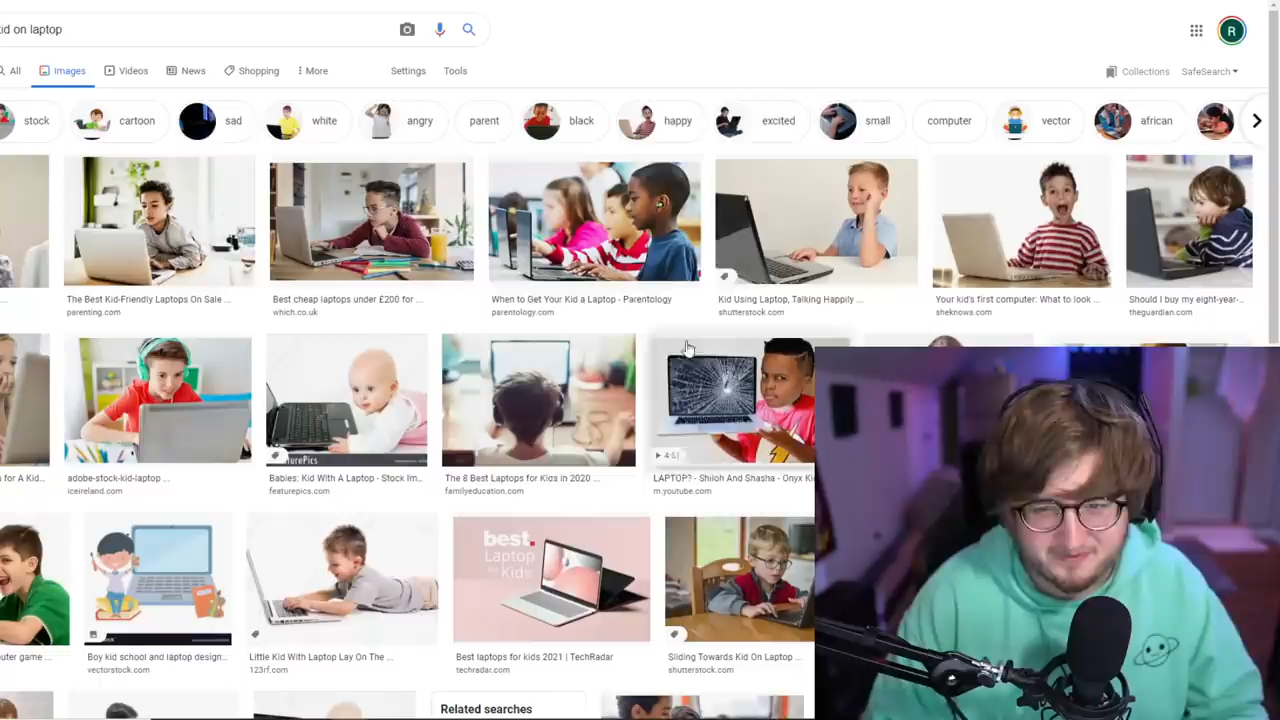 id on laptop
R
All
Images
Videos
News
Shopping
More
Settings
Tools
Collections
SafeSearch
stock
cartoon
sad
white
angry
parent
black
happy
excited
small
computer
vector
african
...
The Best Kid-Friendly Laptops On Sale ...
Best cheap laptops under £200 for ...
When to Get Your Kid a Laptop - Parentology
Kid Using Laptop, Talking Happily ...
Your kid's first computer: What to look ...
Should I buy my eight-year-...
parenting.com
which.co.uk
parentology.com
shutterstock.com
sheknows.com
theguardian.com
4:51
n for A Kid...
adobe-stock-kid-laptop ...
Babies: Kid With A Laptop - Stock Im...
The 8 Best Laptops for Kids in 2020 ...
LAPTOP? - Shiloh And Shasha - Onyx Ki
iceireland.com
featurepics.com
familyeducation.com
m.youtube.com
best.
Laptop
Kids
uter game ...
Boy kid school and laptop design...
Little Kid With Laptop Lay On The ...
Best laptops for kids 2021 | TechRadar
Sliding Towards Kid On Laptop ...
vectorstock.com
123rf.com
techradar.com
shutterstock.com
Related searches